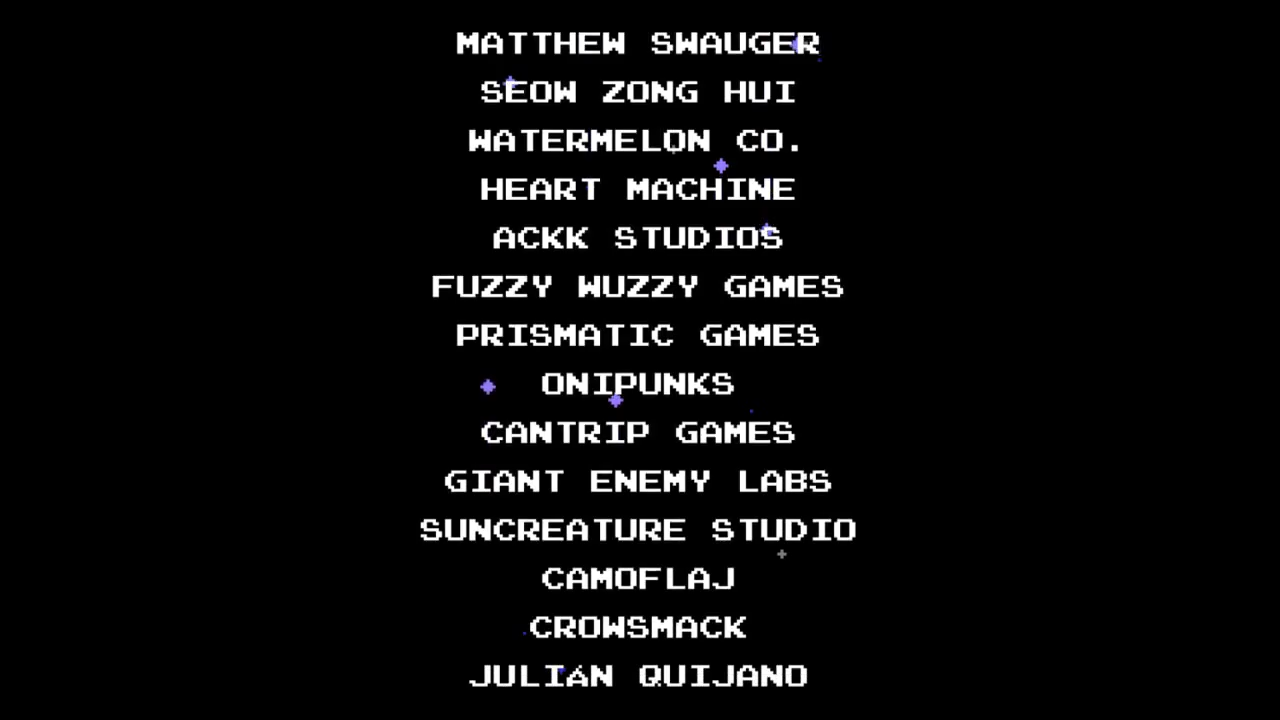 MATTHEW SWAUGER
SEOW ZONG HUI
WATERMELON CO.
HEART MACHINE
ACKK STUDIOS
FUZZY WUZZY GAMES
PRISMATIC GAMES
ONIPUNKS
CANTRIP GAMES
GIANT ENEMY LABS
SUNCREATURE STUDIO
CAMOFLAJ
CROWSMACK
JULIáN QUIJANO